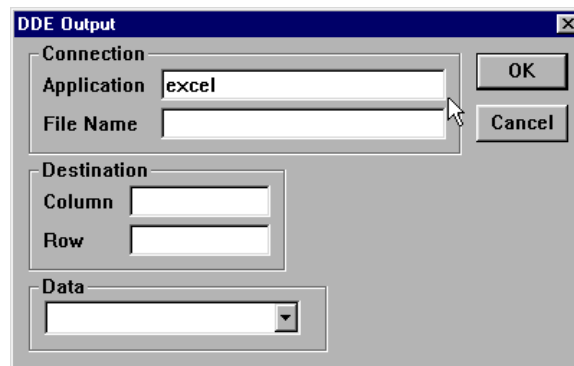 DDE Output
Connection
Application excel
File Name
OK
Cancel
Destination
Column
Row
Data